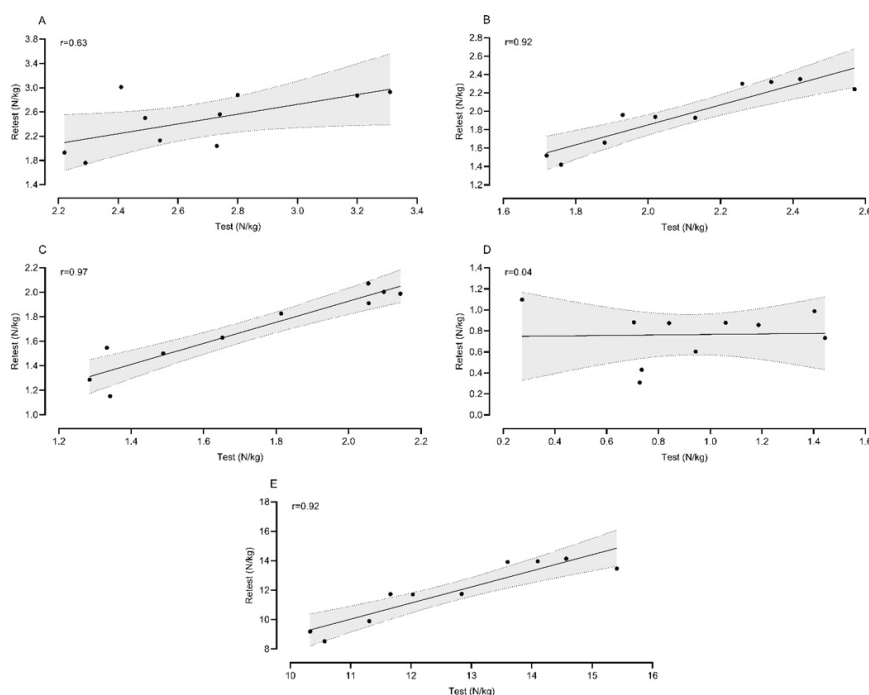 A
r=0.63
3.8
3.4
3.0
2.6
2.2
1.8
1.4
Retest (N/kg)
2.2 2.4 2.6 2.8 3.0 3.2 3.4
Test (N/kg)
B
r=0.92
2.8
2.6
2.4
2.2
2.0
1.8
1.6
1.4
1.2
Retest (N/kg)
1.6 1.8 2.0 2.2 2.4 2.6
Test (N/kg)
C
r=0.97
2.2
2.0
1.8
1.6
1.4
1.2
1.0
Retest (N/kg)
1.2 1.4 1.6 1.8 2.0 2.2
Test (N/kg)
D
r=0.04
1.4
1.2
1.0
0.8
0.6
0.4
0.2
0.0
Retest (N/kg)
0.2 0.4 0.6 0.8 1.0 1.2 1.4 1.6
Test (N/kg)
E
r=0.92
18
16
14
12
10
8
Retest (N/kg)
10 11 12 13 14 15 16
Test (N/kg)